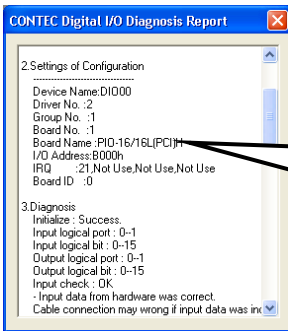 CONTEC Digital I/O Diagnosis Report
2.Settings of Configuration
------------------------------------
Device Name:DIO00
Driver No. :2
Group No. :1
Board No. :1
Board Name :PIO-16/16L(PCI)H
I/O Address:B000h
IRQ :21,Not Use,Not Use,Not Use
Board ID :0
3.Diagnosis
Initialize : Success.
Input logical port : 0--1
Input logical bit : 0--15
Output logical port : 0--1
Output logical bit : 0--15
Input check : OK
- Input data from hardware was correct.
Cable connection may wrong if input data was